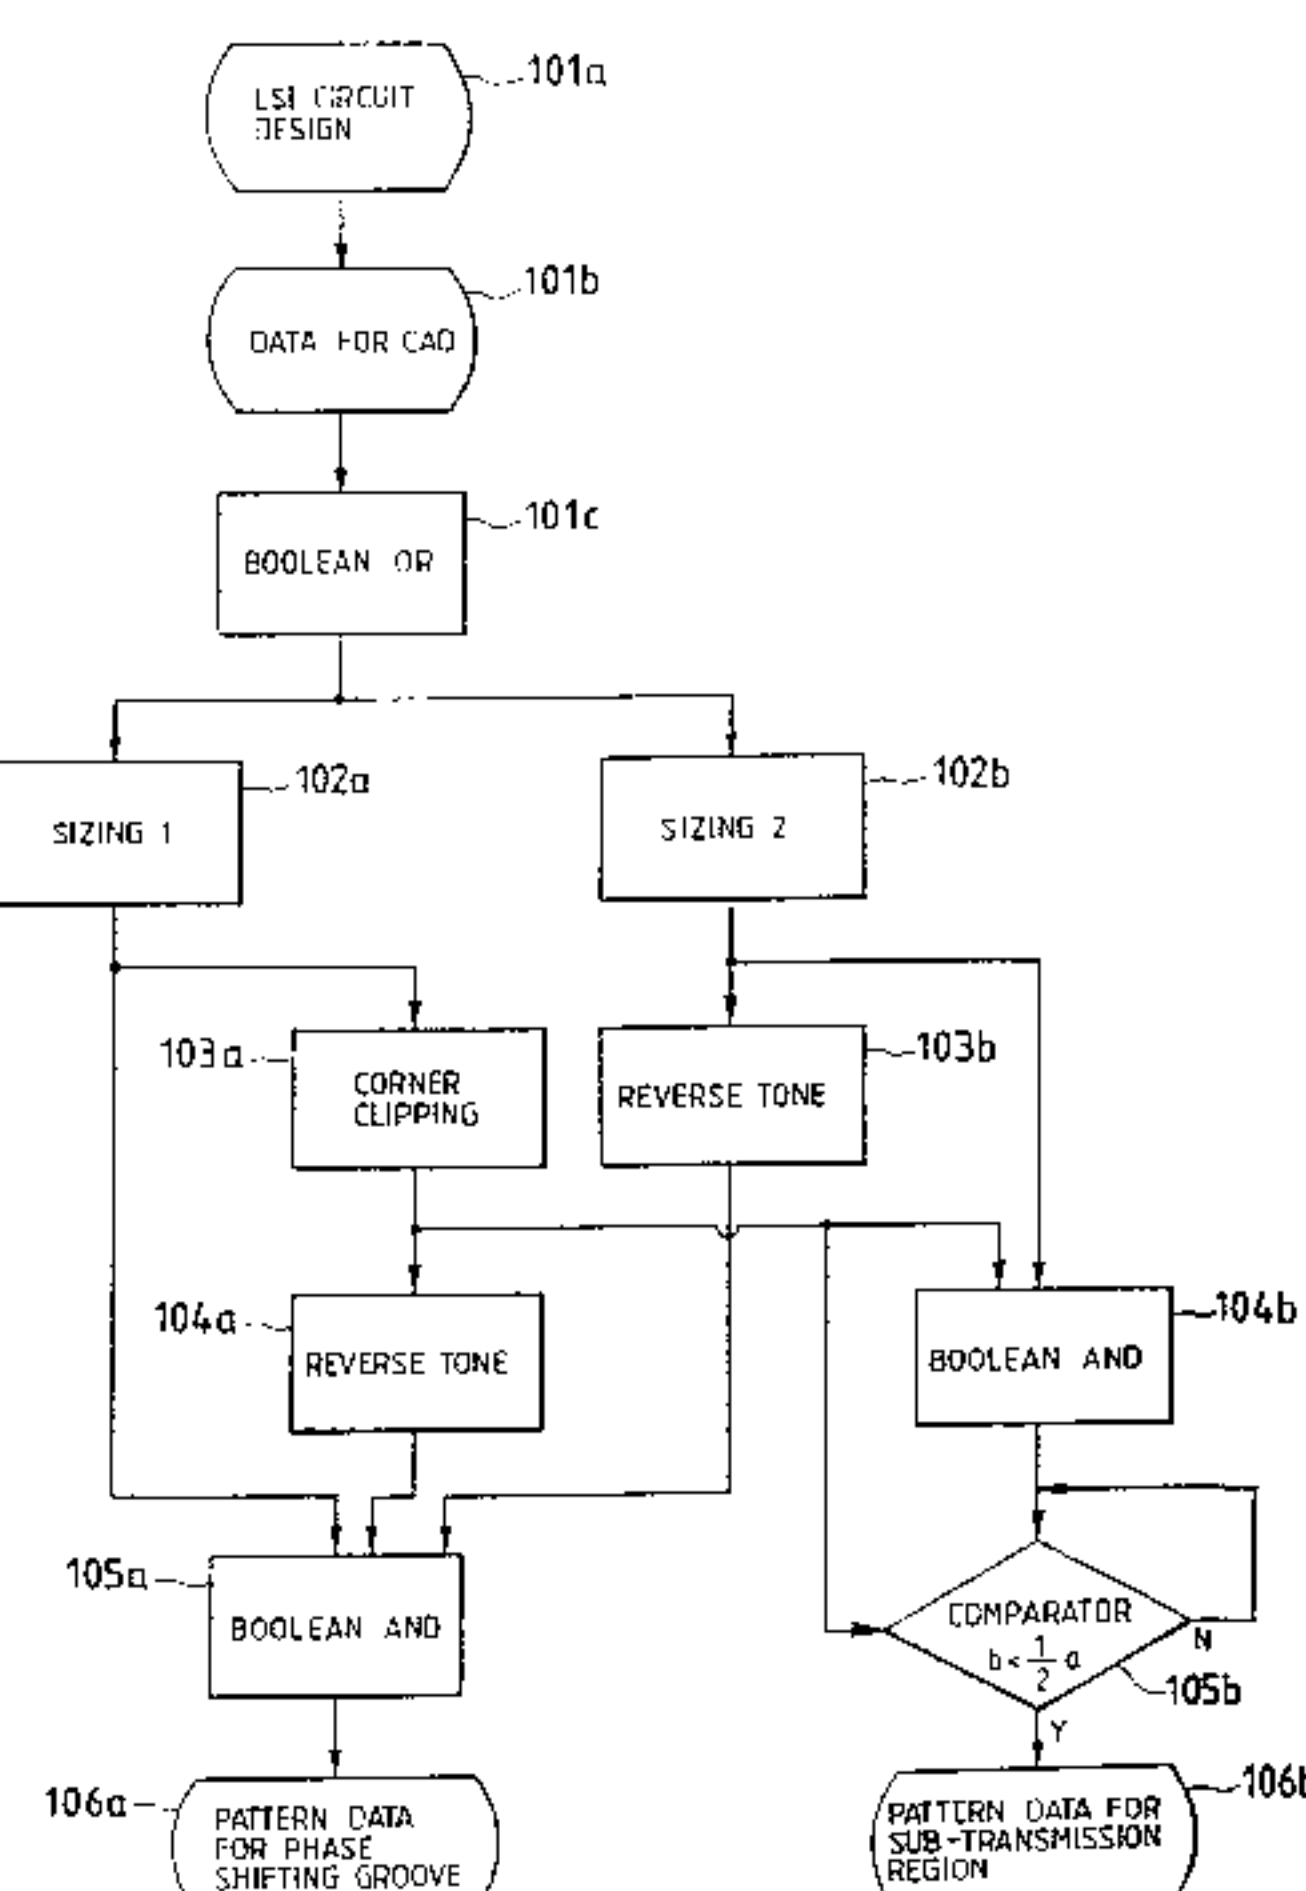 101a
LSI CIRCUIT
DESIGN
101b
DATA FOR CAD
101c
BOOLEAN OR
102a
SIZING 1
102b
SIZING 2
103a
CORNER
CLIPPING
103b
REVERSE TONE
104a
REVERSE TONE
104b
BOOLEAN AND
105a
BOOLEAN AND
COMPARATOR
b < 1/2 a
N
105b
Y
106a
PATTERN DATA
FOR PHASE
SHIFTING GROOVE
106b
PATTERN DATA FOR
SUB-TRANSMISSION
REGION